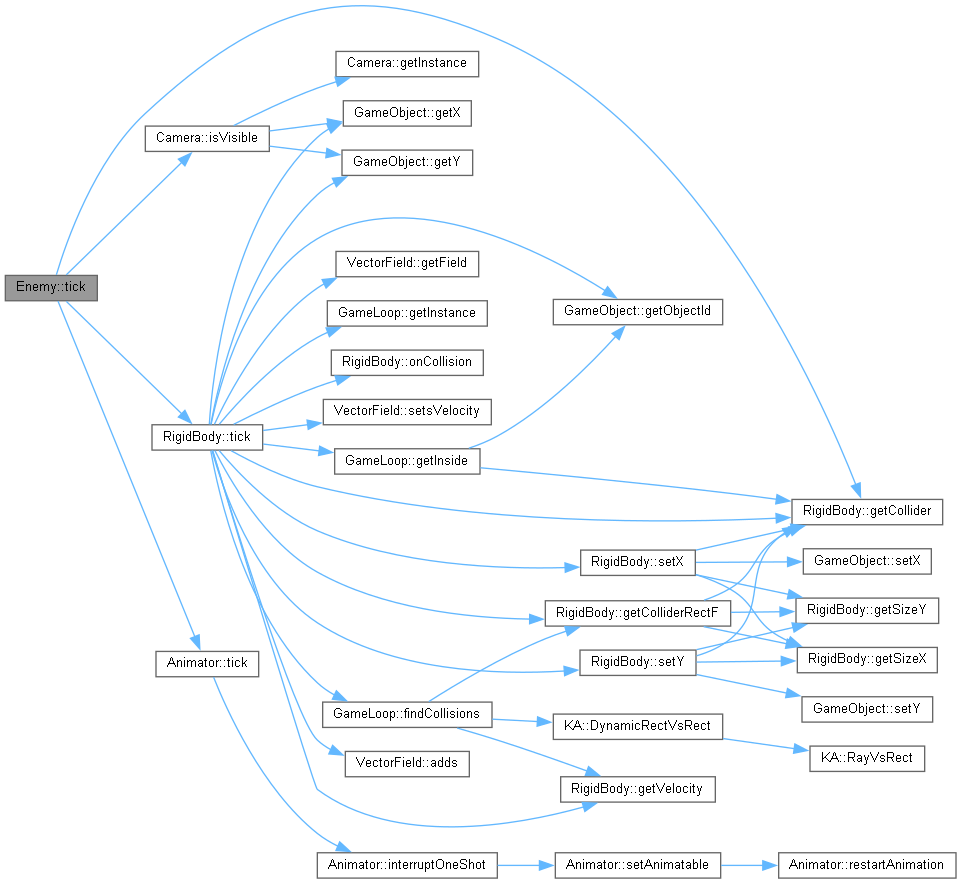 Camera::getInstance
GameObject::getX
Camera::isVisible
GameObject::getY
VectorField::getField
Enemy::tick
GameLoop::getInstance
GameObject::getObjectId
RigidBody::onCollision
VectorField::setsVelocity
RigidBody::tick
GameLoop::getInside
RigidBody::getCollider
RigidBody::setX
GameObject::setX
RigidBody::getColliderRectF
RigidBody::getSizeY
Animator::tick
RigidBody::setY
RigidBody::getSizeX
GameObject::setY
GameLoop::findCollisions
KA::DynamicRectVsRect
KA::RayVsRect
VectorField::adds
RigidBody::getVelocity
Animator::interruptOneShot
Animator::setAnimatable
Animator::restartAnimation